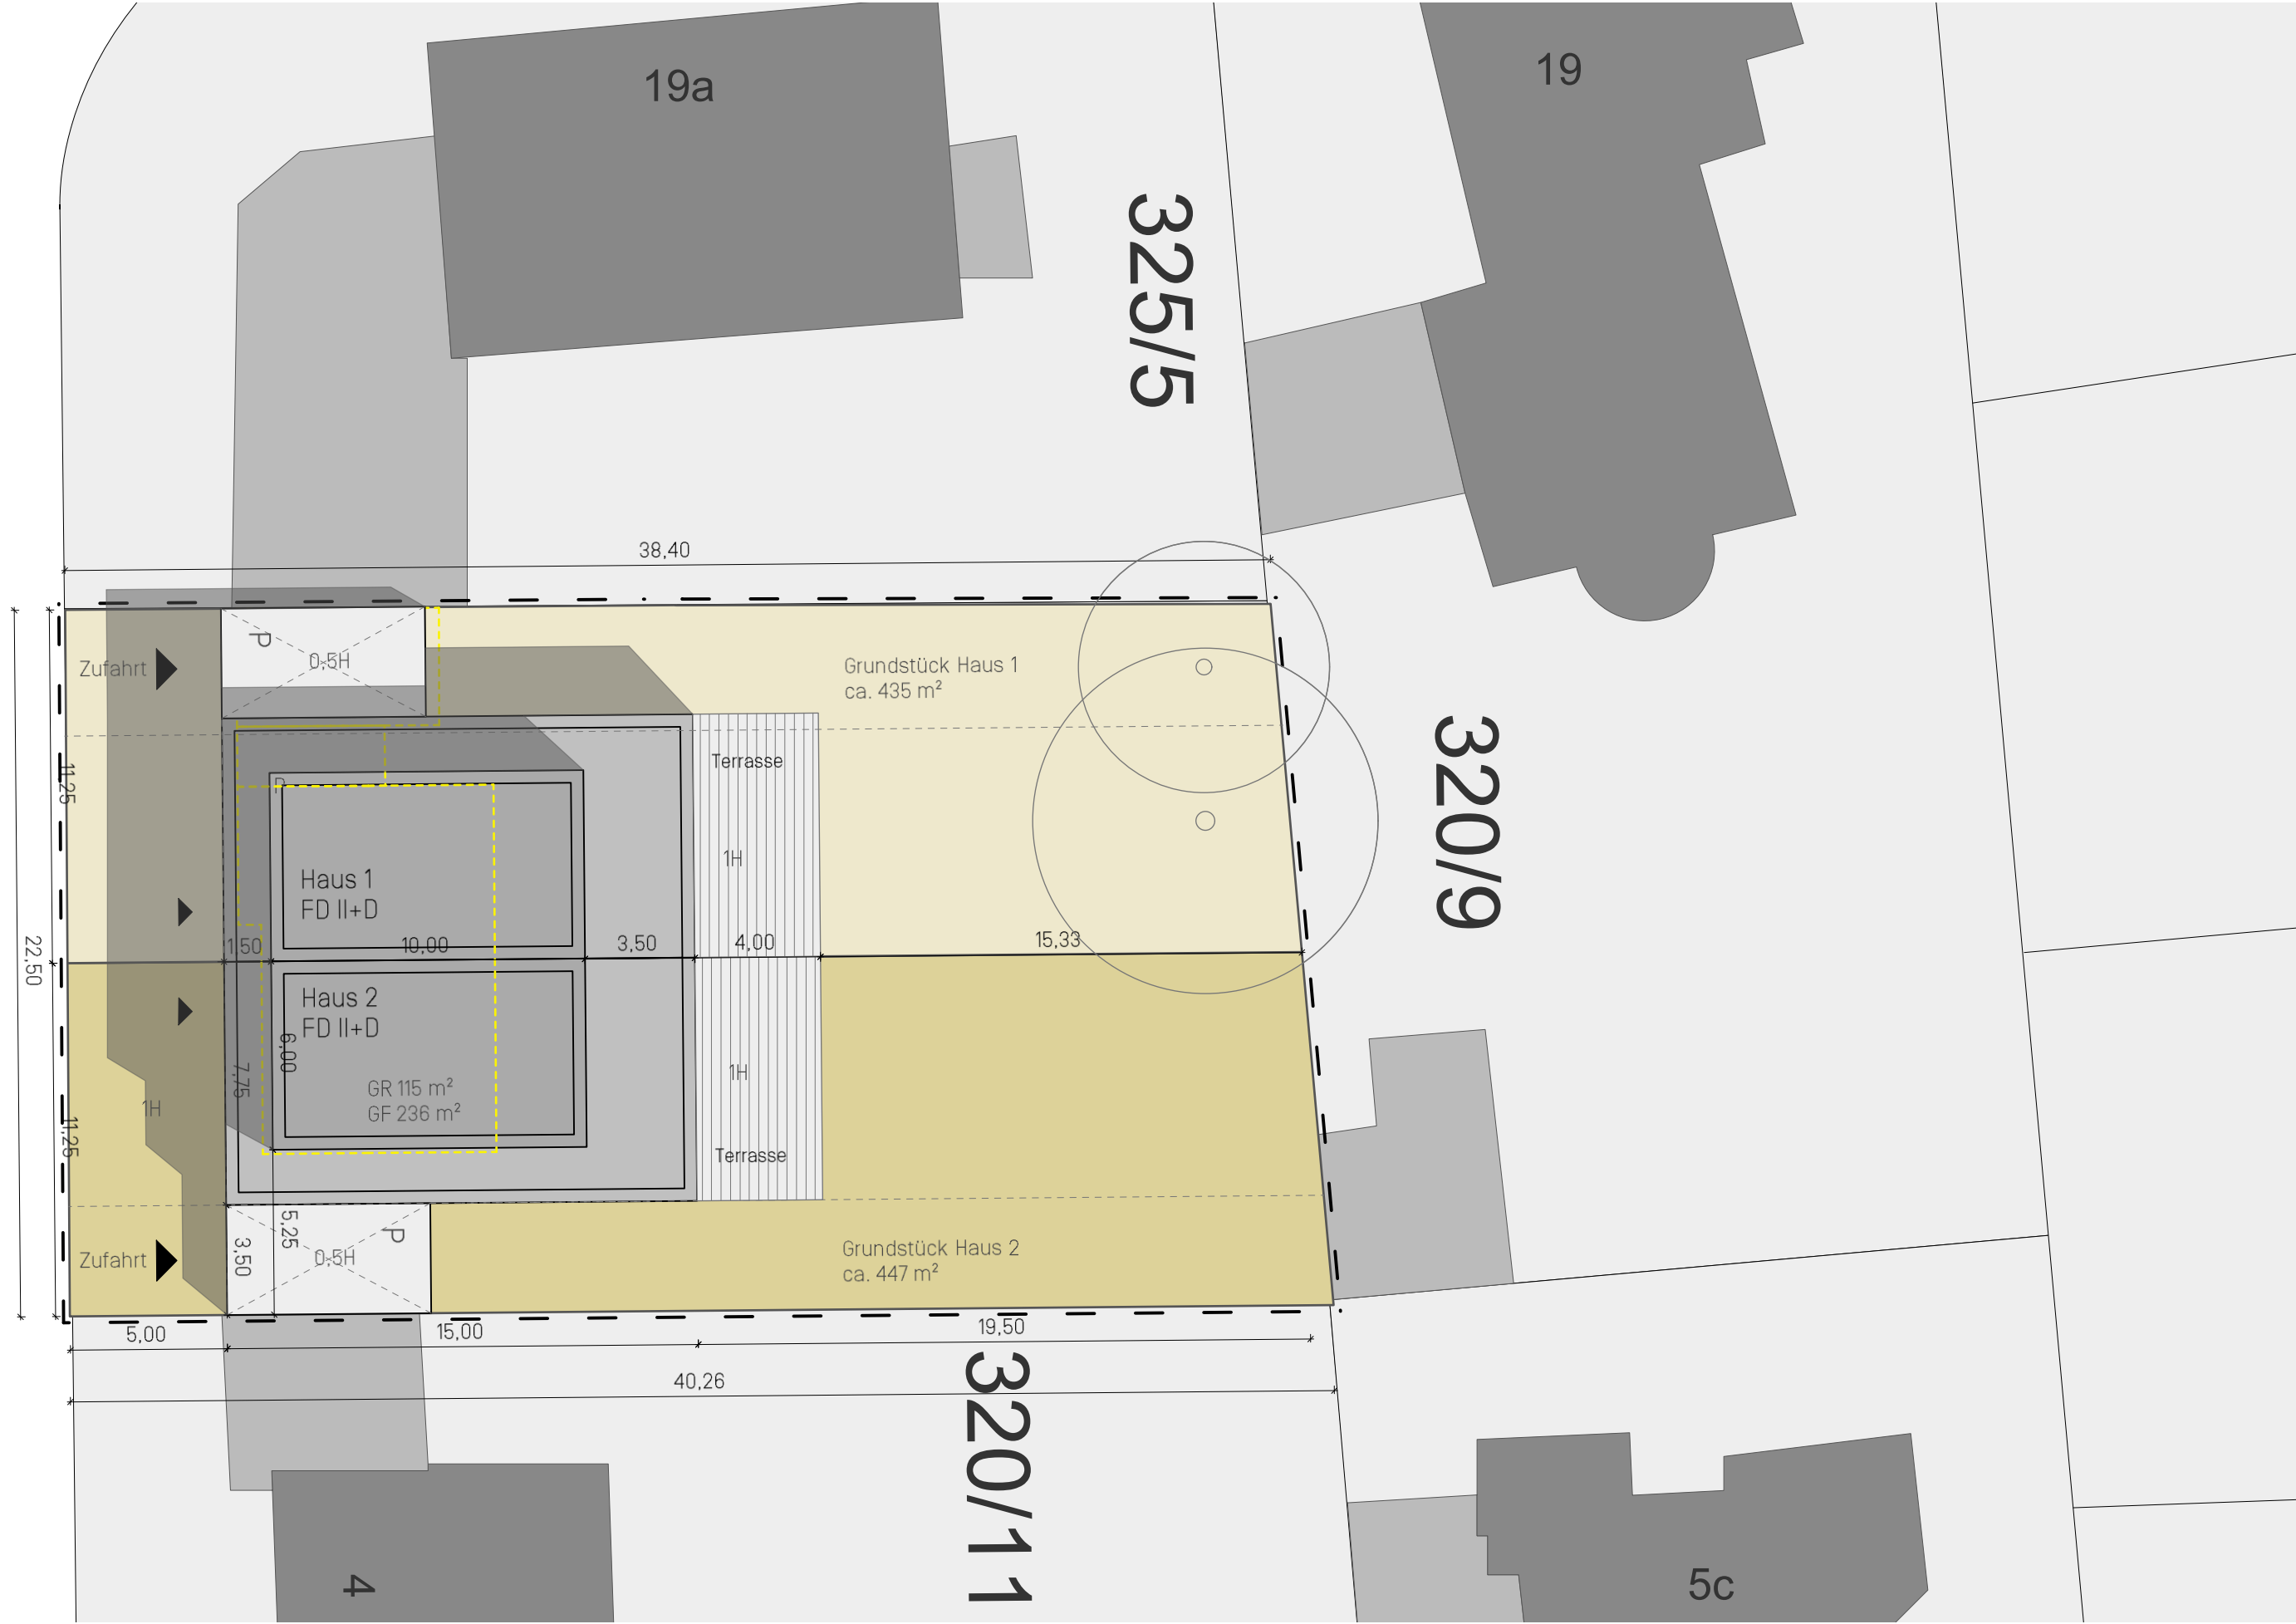 19a
19
325/5
38,40
Zufahrt
P
0,5H
Grundstück Haus 1
ca. 435 m²
11,25
P
Terrasse
320/9
1H
Haus 1
FD II+D
22,50
1,50
10,00
3,50
4,00
15,33
Haus 2
FD II+D
6,00
7,75
GR 115 m²
GF 236 m²
1H
1H
11,25
Terrasse
Zufahrt
3,50
5,25
P
0,5H
Grundstück Haus 2
ca. 447 m²
5,00
15,00
19,50
40,26
320/11
4
5c